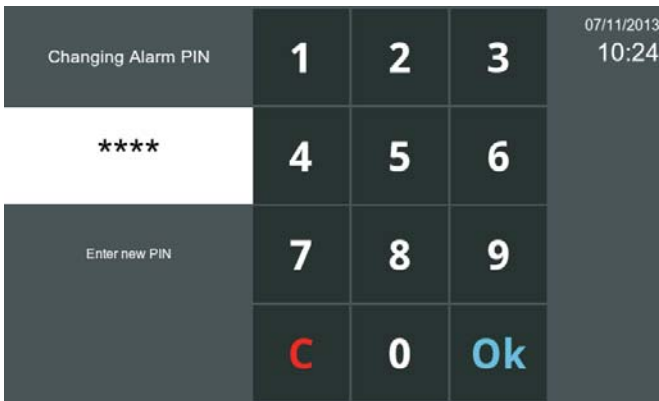 Changing Alarm PIN
1 2 3
07/11/2013
10:24
****
4 5 6
Enter new PIN
7 8 9
C 0 Ok